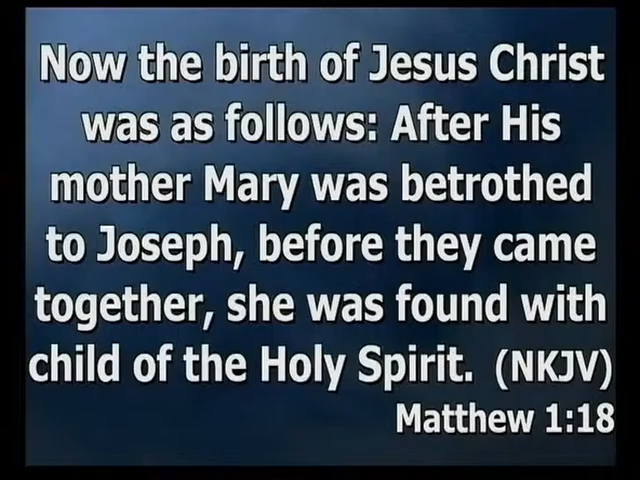 Now the birth of Jesus Christ
was as follows: After His
mother Mary was betrothed
to Joseph, before they came
together, she was found with
child of the Holy Spirit. (NKJV)
Matthew 1:18